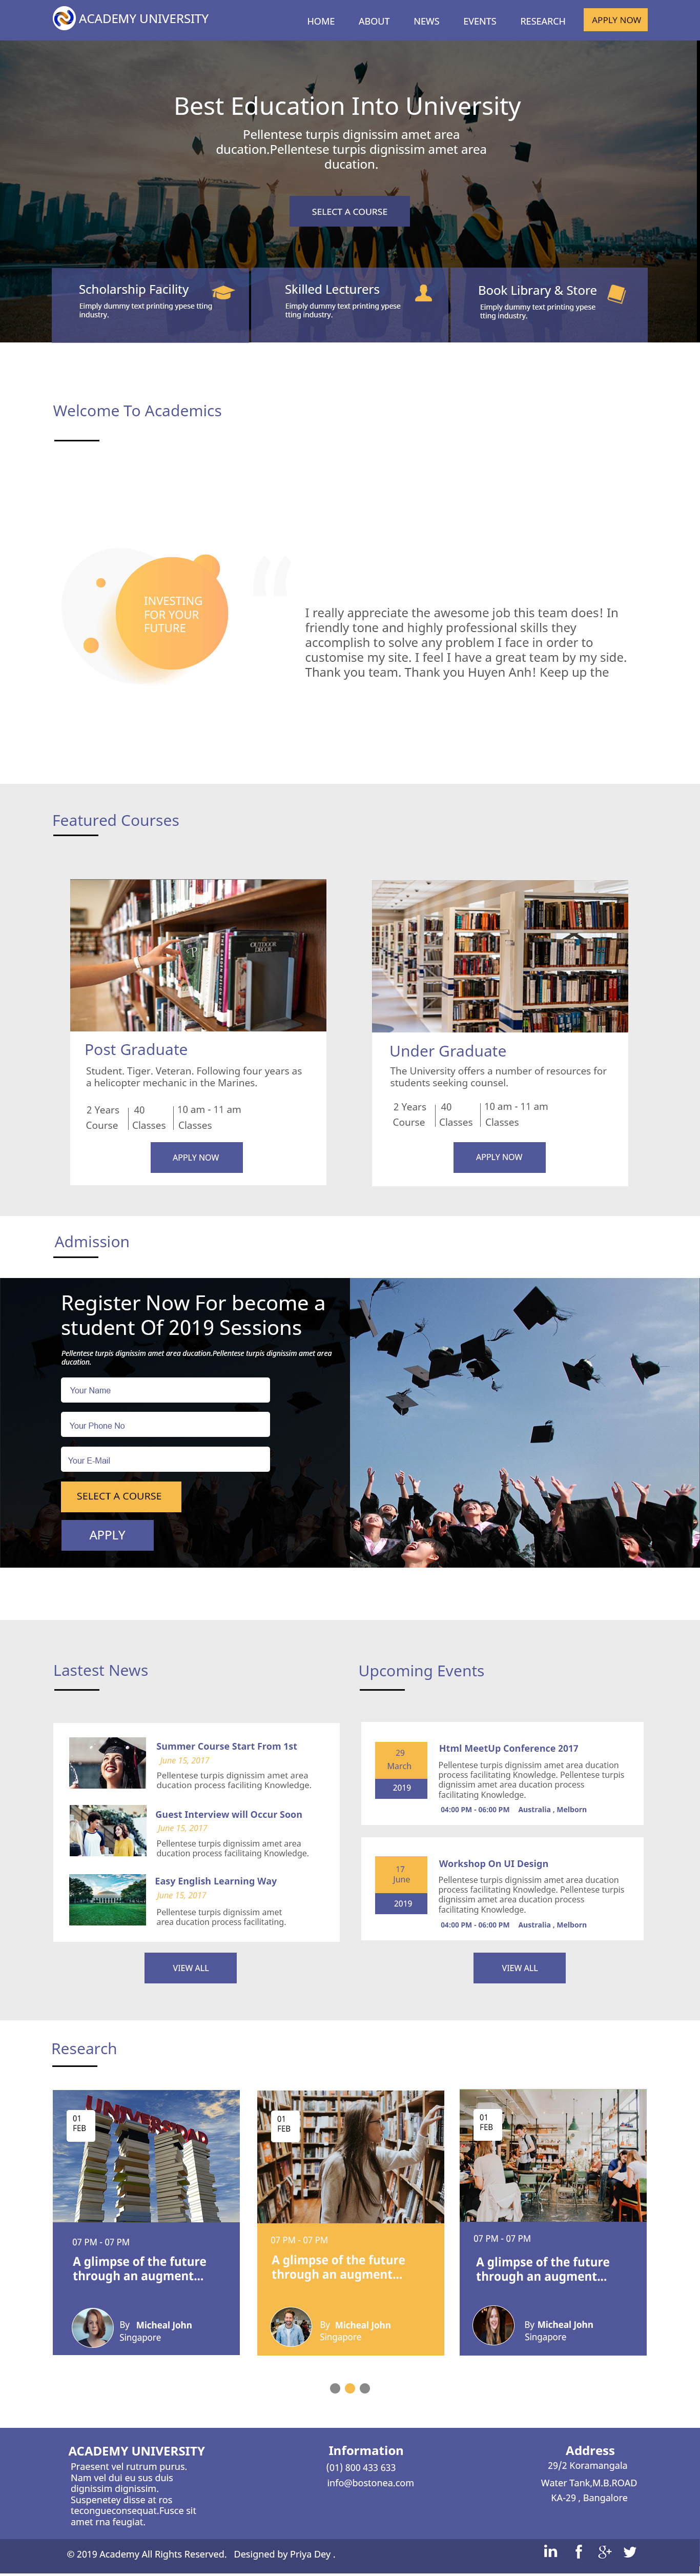 ACADEMY UNIVERSITY
HOME
ABOUT
NEWS
EVENTS
RESEARCH
APPLY NOW
Best Education Into University
Pellentese turpis dignissim amet area
ducation.Pellentese turpis dignissim amet area
ducation.
SELECT A COURSE
Scholarship Facility
Eimply dummy text printing ypese tting
industry.
Skilled Lecturers
Eimply dummy text printing ypese
tting industry.
Book Library & Store
Eimply dummy text printing ypese
tting industry.
Welcome To Academics
INVESTING
FOR YOUR
FUTURE
“
I really appreciate the awesome job this team does! In
friendly tone and highly professional skills they
accomplish to solve any problem I face in order to
customise my site. I feel I have a great team by my side.
Thank you team. Thank you Huyen Anh! Keep up the
Featured Courses
OUTDOOR
DECOR
Post Graduate
Student. Tiger. Veteran. Following four years as
a helicopter mechanic in the Marines.
2 Years
Course
40
Classes
10 am - 11 am
Classes
APPLY NOW
Under Graduate
The University offers a number of resources for
students seeking counsel.
2 Years
Course
40
Classes
10 am - 11 am
Classes
APPLY NOW
Admission
Register Now For become a
student Of 2019 Sessions
Pellentese turpis dignissim amet area ducation.Pellentese turpis dignissim amet area
ducation.
Your Name
Your Phone No
Your E-Mail
SELECT A COURSE
APPLY
Lastest News
Summer Course Start From 1st
June 15, 2017
Pellentese turpis dignissim amet area
ducation process faciliting Knowledge.
Guest Interview will Occur Soon
June 15, 2017
Pellentese turpis dignissim amet area
ducation process facilitaing Knowledge.
Easy English Learning Way
June 15, 2017
Pellentese turpis dignissim amet
area ducation process facilitating.
VIEW ALL
Upcoming Events
29
March
2019
Html MeetUp Conference 2017
Pellentese turpis dignissim amet area ducation
process facilitating Knowledge. Pellentese turpis
dignissim amet area ducation process
facilitating Knowledge.
04:00 PM - 06:00 PM Australia , Melborn
17
June
2019
Workshop On UI Design
Pellentese turpis dignissim amet area ducation
process facilitating Knowledge. Pellentese turpis
dignissim amet area ducation process
facilitating Knowledge.
04:00 PM - 06:00 PM Australia , Melborn
VIEW ALL
Research
UNIVERSIDAD
01
FEB
07 PM - 07 PM
A glimpse of the future
through an augment...
By Micheal John
Singapore
01
FEB
07 PM - 07 PM
A glimpse of the future
through an augment...
By Micheal John
Singapore
01
FEB
07 PM - 07 PM
A glimpse of the future
through an augment...
By Micheal John
Singapore
ACADEMY UNIVERSITY
Praesent vel rutrum purus.
Nam vel dui eu sus duis
dignissim dignissim.
Suspenetey disse at ros
tecongueconsequat.Fusce sit
amet rna feugiat.
Information
(01) 800 433 633
info@bostonea.com
Address
29/2 Koramangala
Water Tank,M.B.ROAD
KA-29 , Bangalore
© 2019 Academy All Rights Reserved. Designed by Priya Dey .